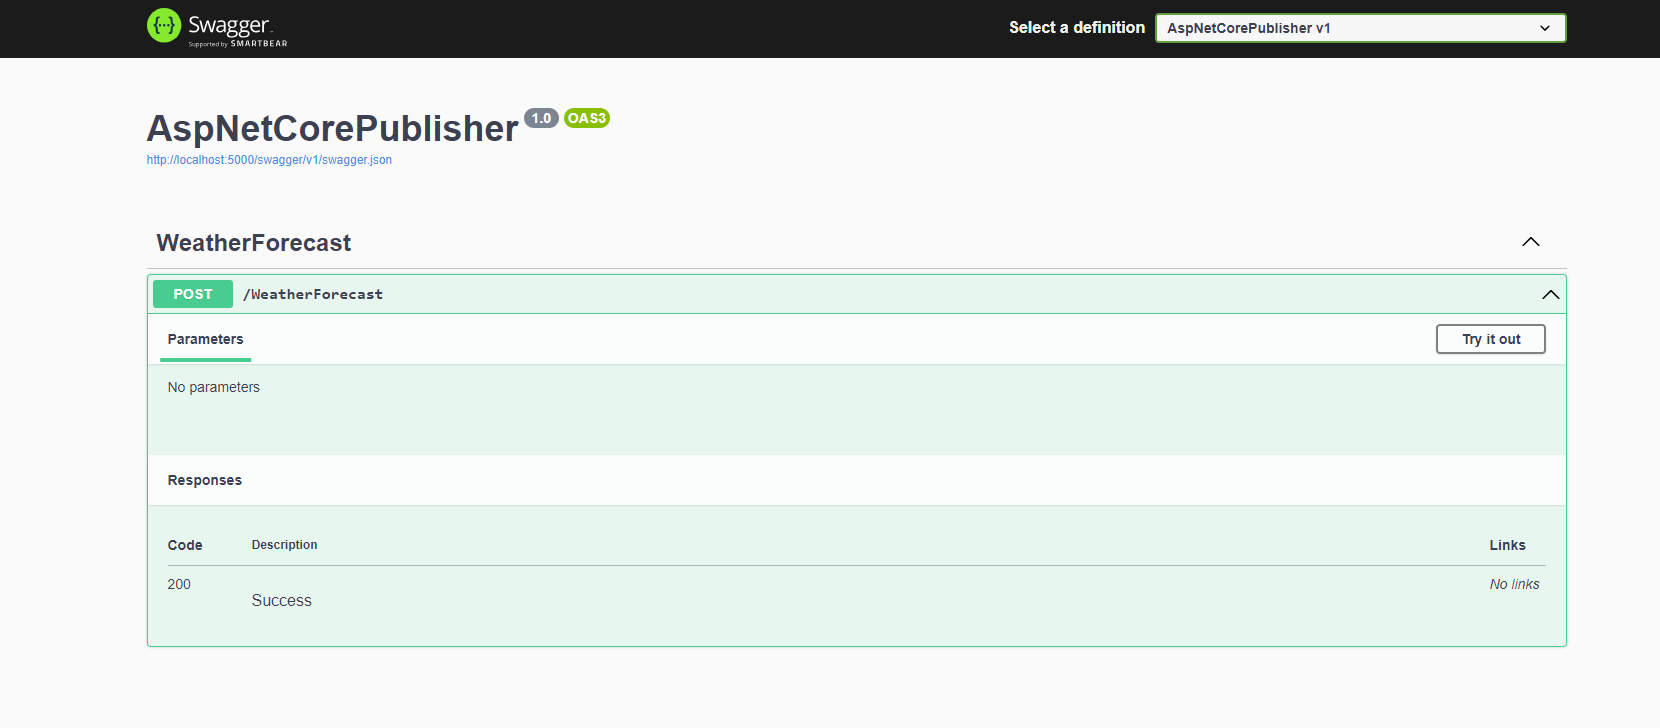 Swagger
Supported by SMARTBEAR
Select a definition
AspNetCorePublisher v1
AspNetCorePublisher 1.0 OAS3
http://localhost:5000/swagger/v1/swagger.json
WeatherForecast
POST /WeatherForecast
Parameters
Try it out
No parameters
Responses
Code Description Links
200 Success No links